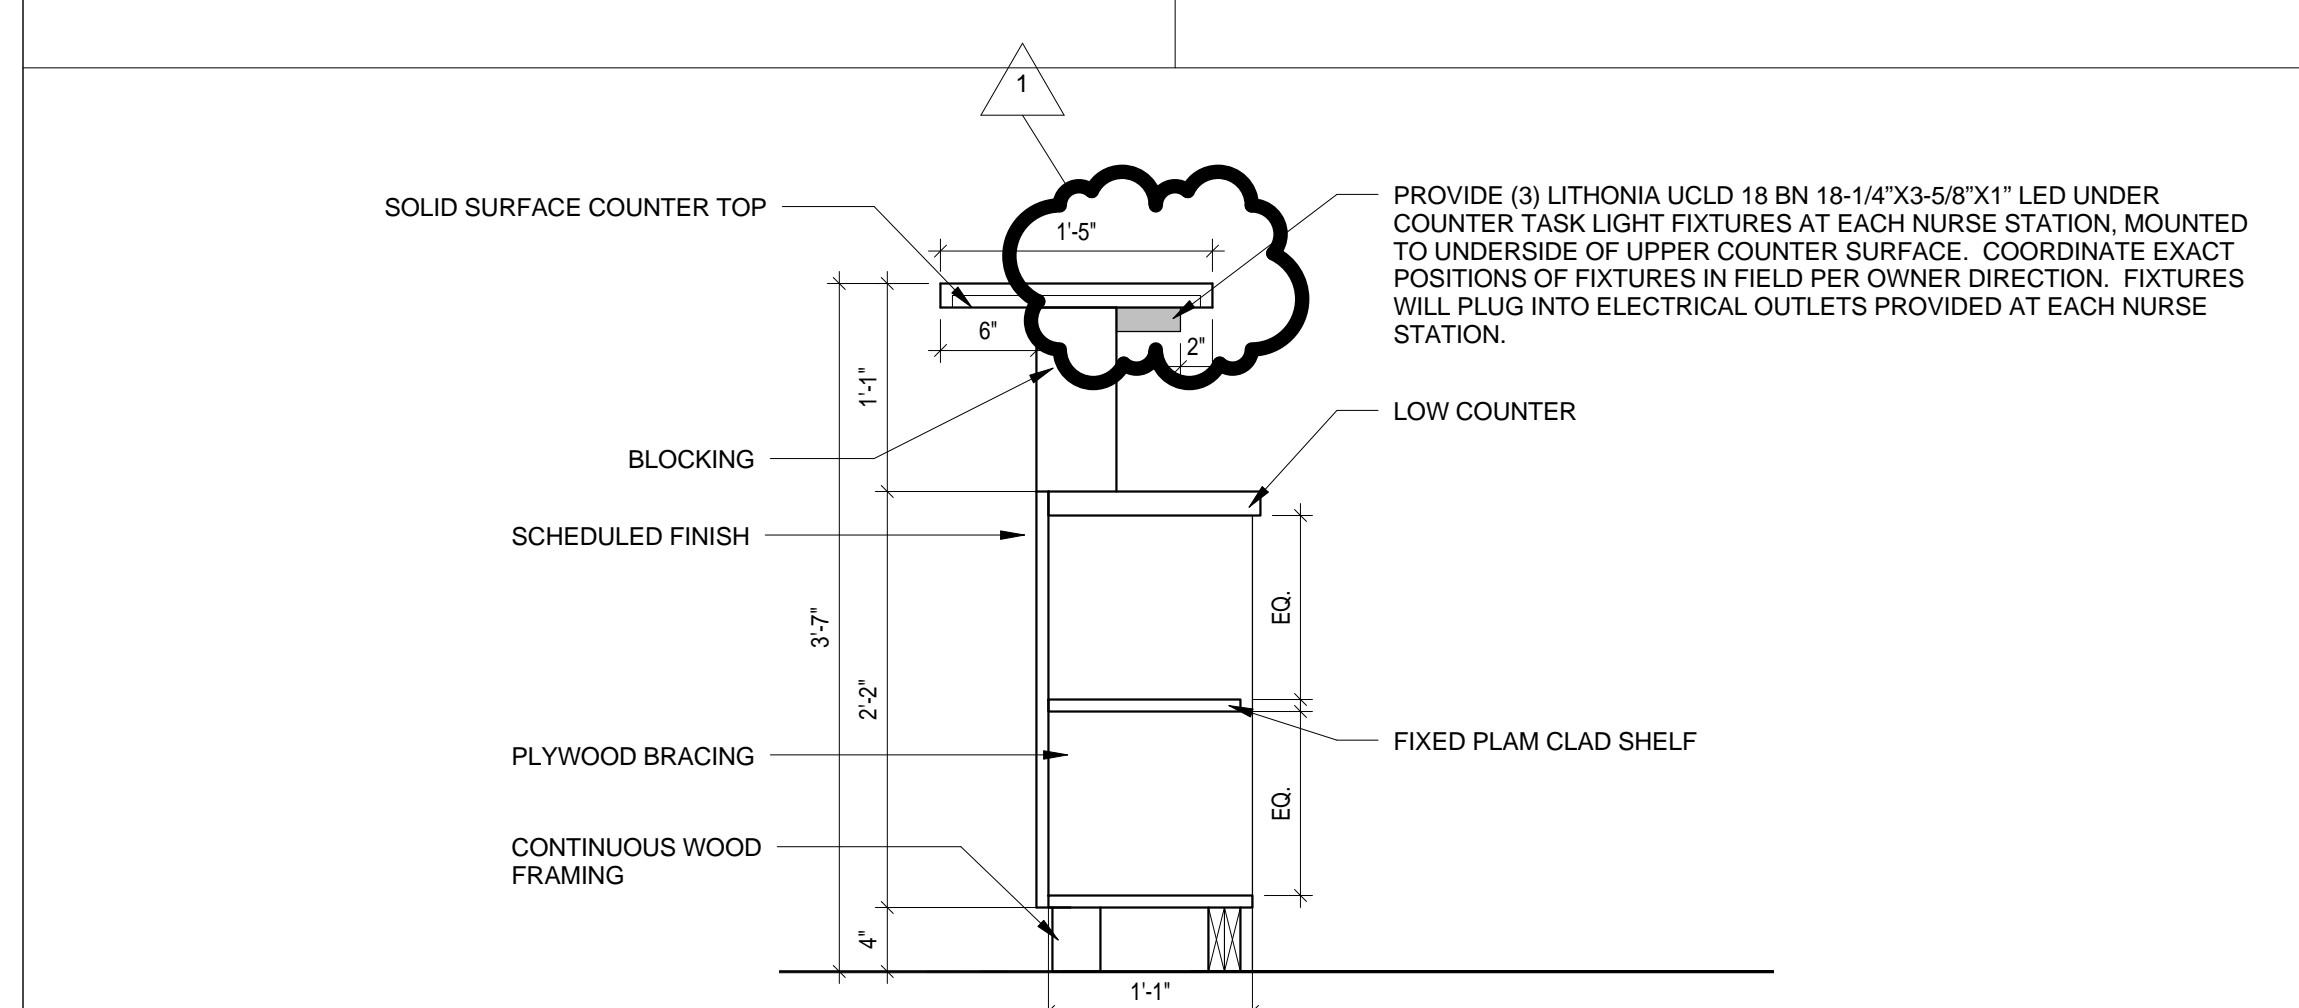 1
SOLID SURFACE COUNTER TOP
PROVIDE (3) LITHONIA UCLD 18 BN 18-1/4”X3-5/8”X1” LED UNDER
COUNTER TASK LIGHT FIXTURES AT EACH NURSE STATION, MOUNTED
TO UNDERSIDE OF UPPER COUNTER SURFACE.  COORDINATE EXACT
POSITIONS OF FIXTURES IN FIELD PER OWNER DIRECTION.  FIXTURES
WILL PLUG INTO ELECTRICAL OUTLETS PROVIDED AT EACH NURSE
STATION.
1'-5"
6"
2"
1'-1"
LOW COUNTER
BLOCKING
SCHEDULED FINISH
EQ.
3'-7"
2'-2"
PLYWOOD BRACING
FIXED PLAM CLAD SHELF
EQ.
CONTINUOUS WOOD
FRAMING
4"
1'-1"